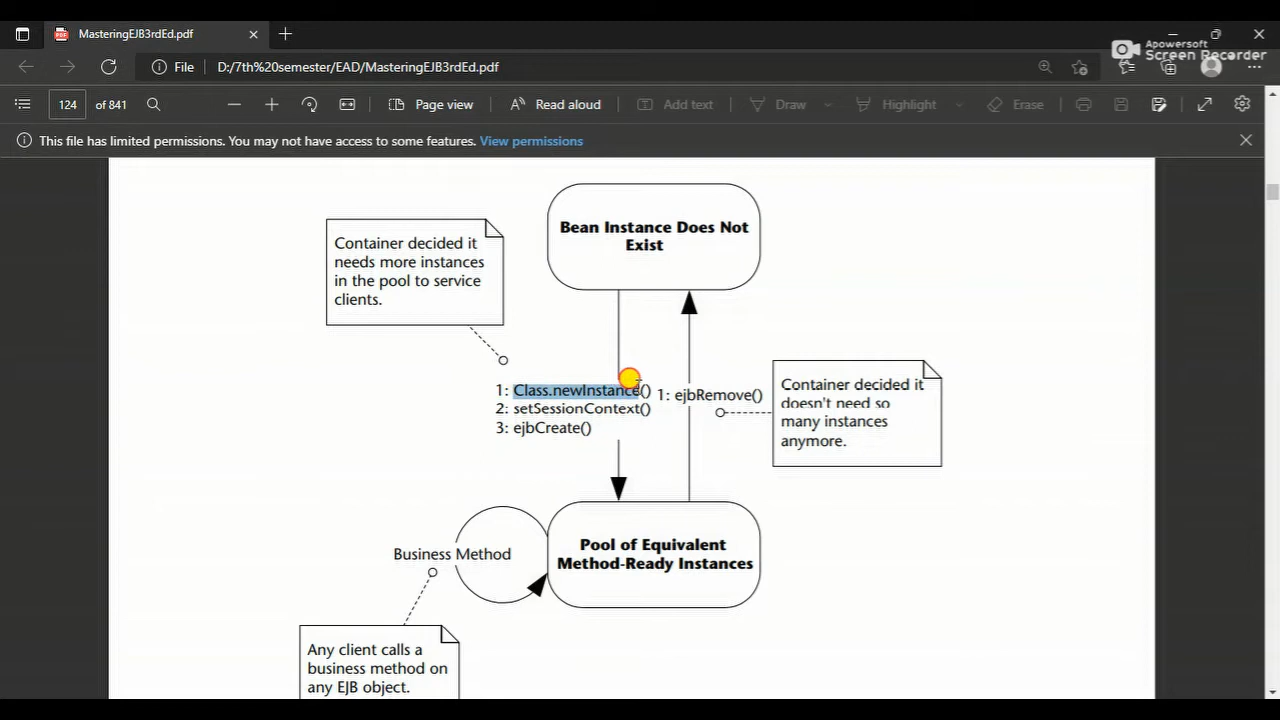 MasteringEJB3rdEd.pdf
Apowersoft
Screen Recorder
File D:/7th%20semester/EAD/MasteringEJB3rdEd.pdf
124 of 841 Page view Read aloud Add text Draw Highlight Erase
This file has limited permissions. You may not have access to some features. View permissions
Bean Instance Does Not
Exist
Container decided it
needs more instances
in the pool to service
clients.
1: Class.newInstance()
2: setSessionContext()
3: ejbCreate()
1: ejbRemove()
Container decided it
doesn't need so
many instances
anymore.
Pool of Equivalent
Method-Ready Instances
Business Method
Any client calls a
business method on
any EJB object.